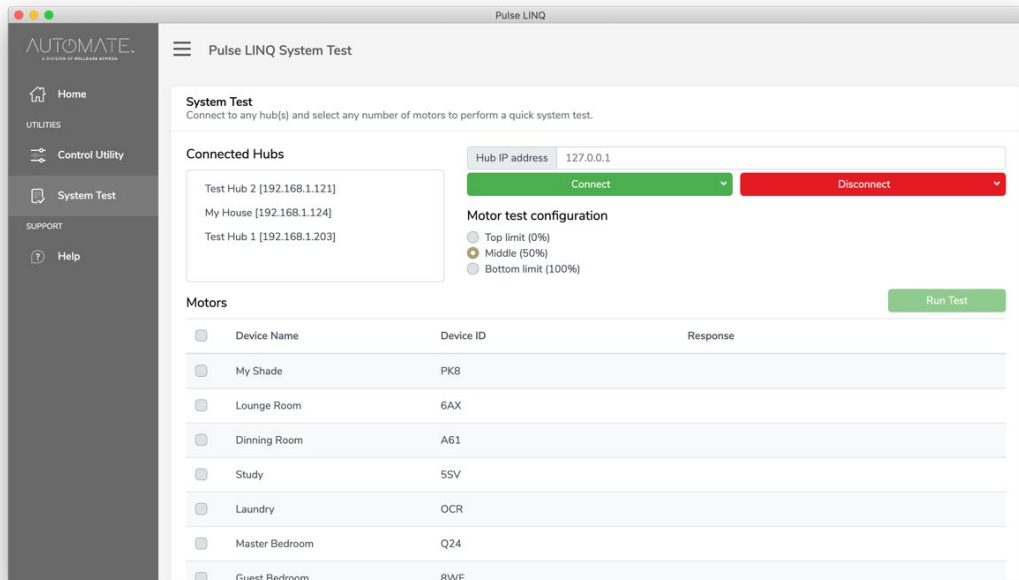 Pulse LINQ
AUTOMATE™
A DIVISION OF ROLLEASE ACMEDA
Home
UTILITIES
Control Utility
System Test
SUPPORT
Help
Pulse LINQ System Test
System Test
Connect to any hub(s) and select any number of motors to perform a quick system test.
Connected Hubs
Test Hub 2 [192.168.1.121]
My House [192.168.1.124]
Test Hub 1 [192.168.1.203]
Hub IP address 127.0.0.1
Connect Disconnect
Motor test configuration
Top limit (0%)
Middle (50%)
Bottom limit (100%)
Motors Run Test
Device Name Device ID Response
My Shade PK8
Lounge Room 6AX
Dinning Room A61
Study 5SV
Laundry OCR
Master Bedroom Q24
Guest Bedroom 8WE